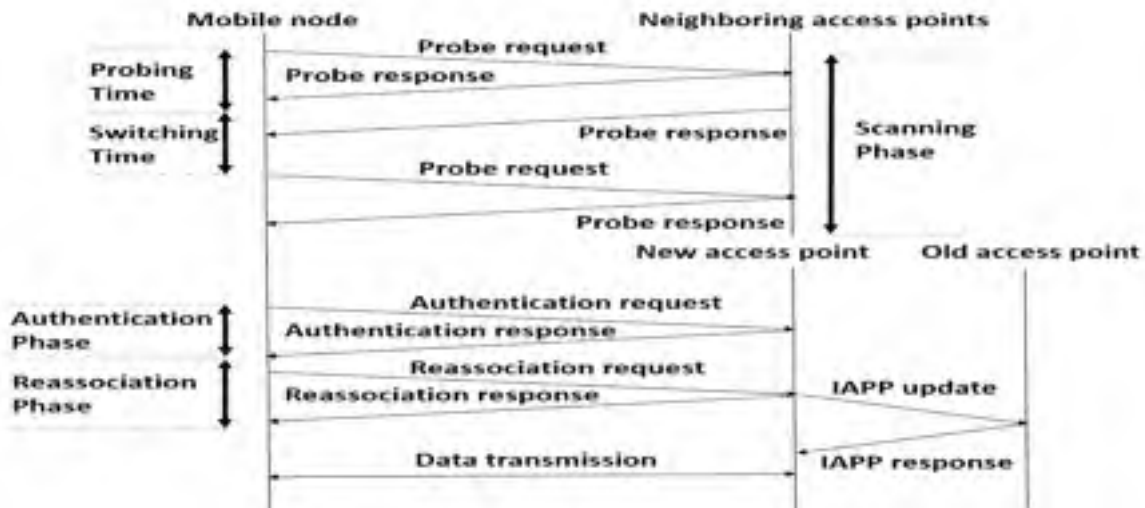 Mobile node
Neighboring access points
Probe request
Probing
Time
Probe response
Switching
Time
Probe response
Scanning
Phase
Probe request
Probe response
New access point
Old access point
Authentication request
Authentication
Phase
Authentication response
Reassociation request
Reassociation
Phase
Reassociation response
IAPP update
Data transmission
IAPP response